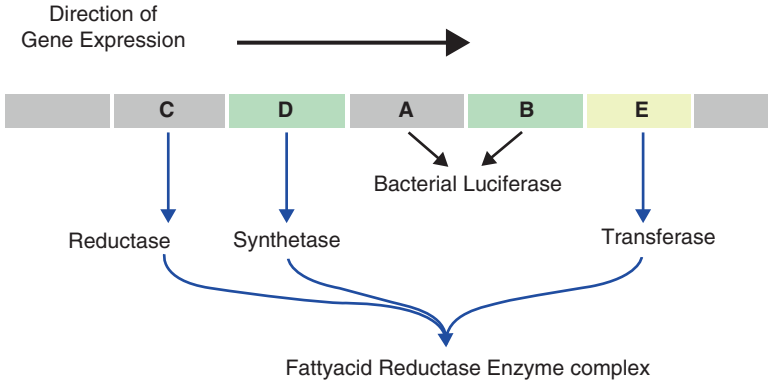 Direction of
Gene Expression
C D A B E
Bacterial Luciferase
Reductase Synthetase Transferase
Fattyacid Reductase Enzyme complex